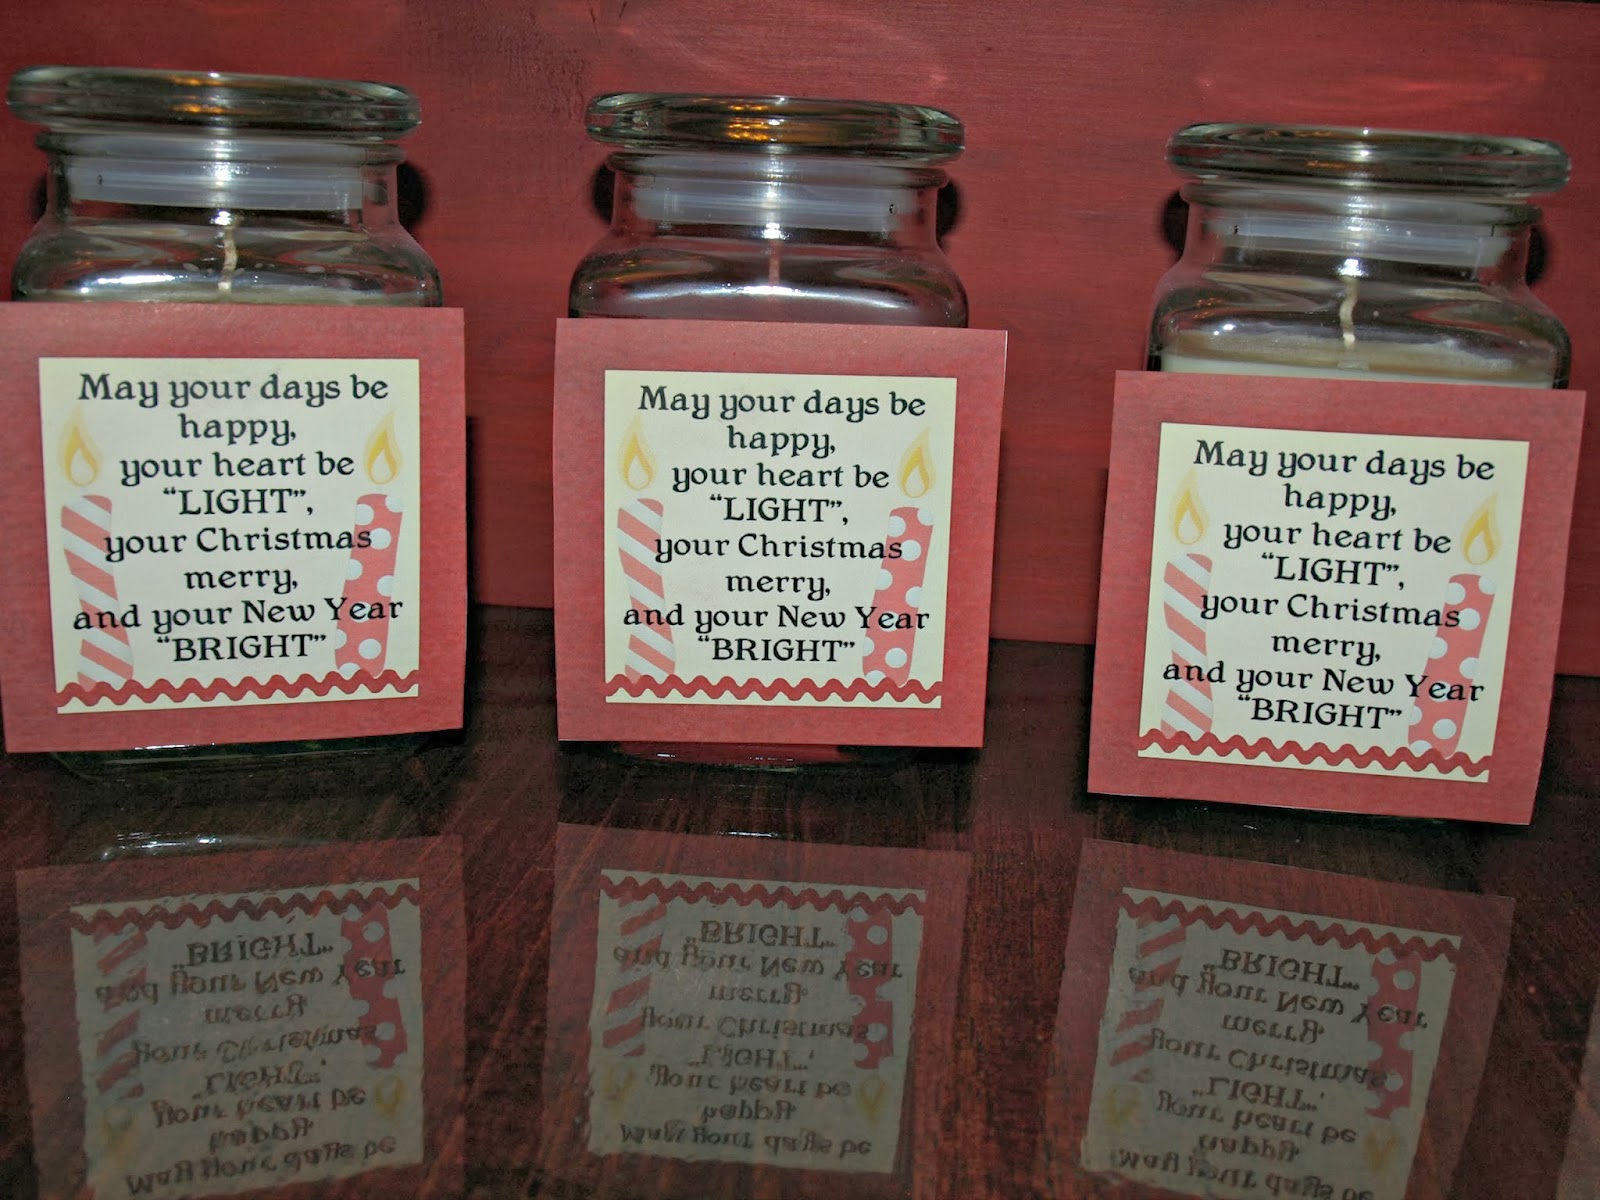 May your days be
happy,
your heart be
“LIGHT”,
your Christmas
merry,
and your New Year
“BRIGHT”
May your days be
happy,
your heart be
“LIGHT”,
your Christmas
merry,
and your New Year
“BRIGHT”
May your days be
happy,
your heart be
“LIGHT”,
your Christmas
merry,
and your New Year
“BRIGHT”